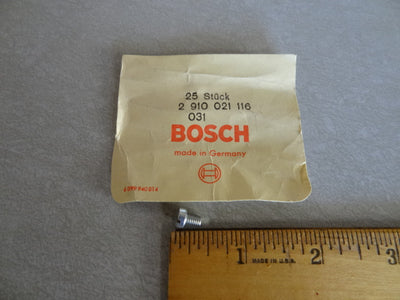 25 Stück
2 910 021 116
031
BOSCH
made in Germany
1 2 3
MADE IN U.S.A.